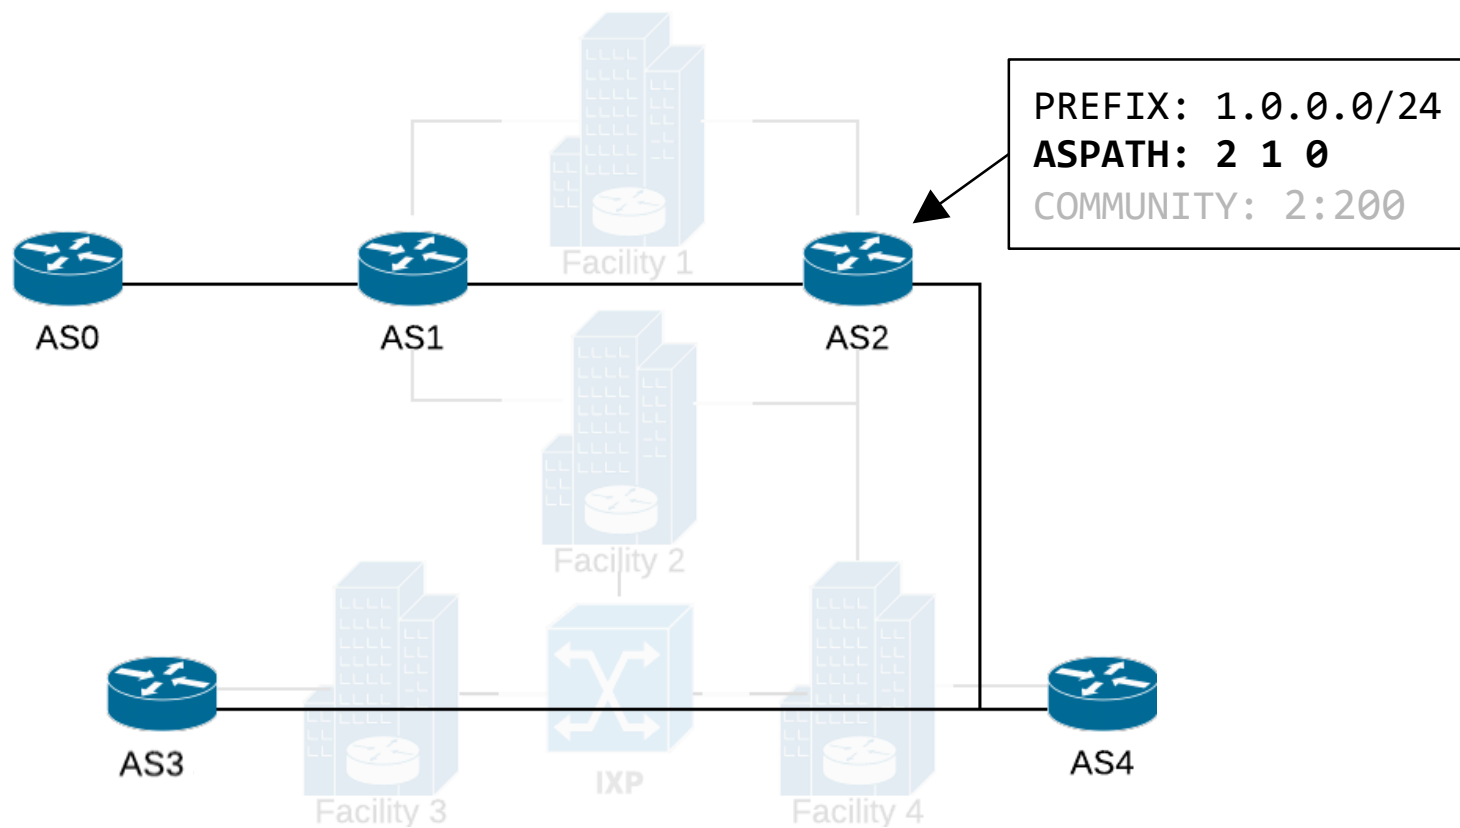 PREFIX: 1.0.0.0/24
ASPATH: 2 1 0
COMMUNITY: 2:200
Facility 1
AS0
AS1
AS2
Facility 2
AS3
IXP
AS4
Facility 3
Facility 4